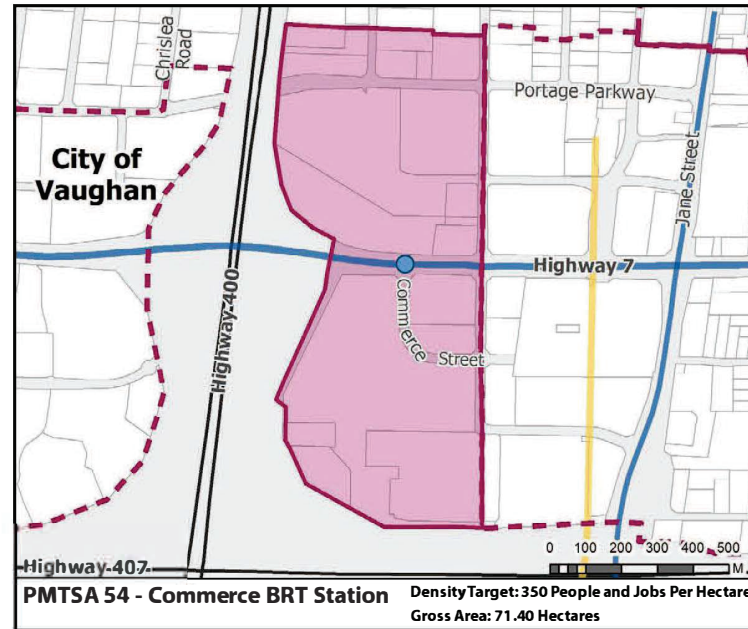 Chrislea
Road
Portage Parkway
City of
Vaughan
Jane Street
Highway 7
Highway 400
Commerce
Street
0 100 200 300 400 500
M
Highway 407
PMTSA 54 - Commerce BRT Station
Density Target: 350 People and Jobs Per Hectare
Gross Area: 71.40 Hectares